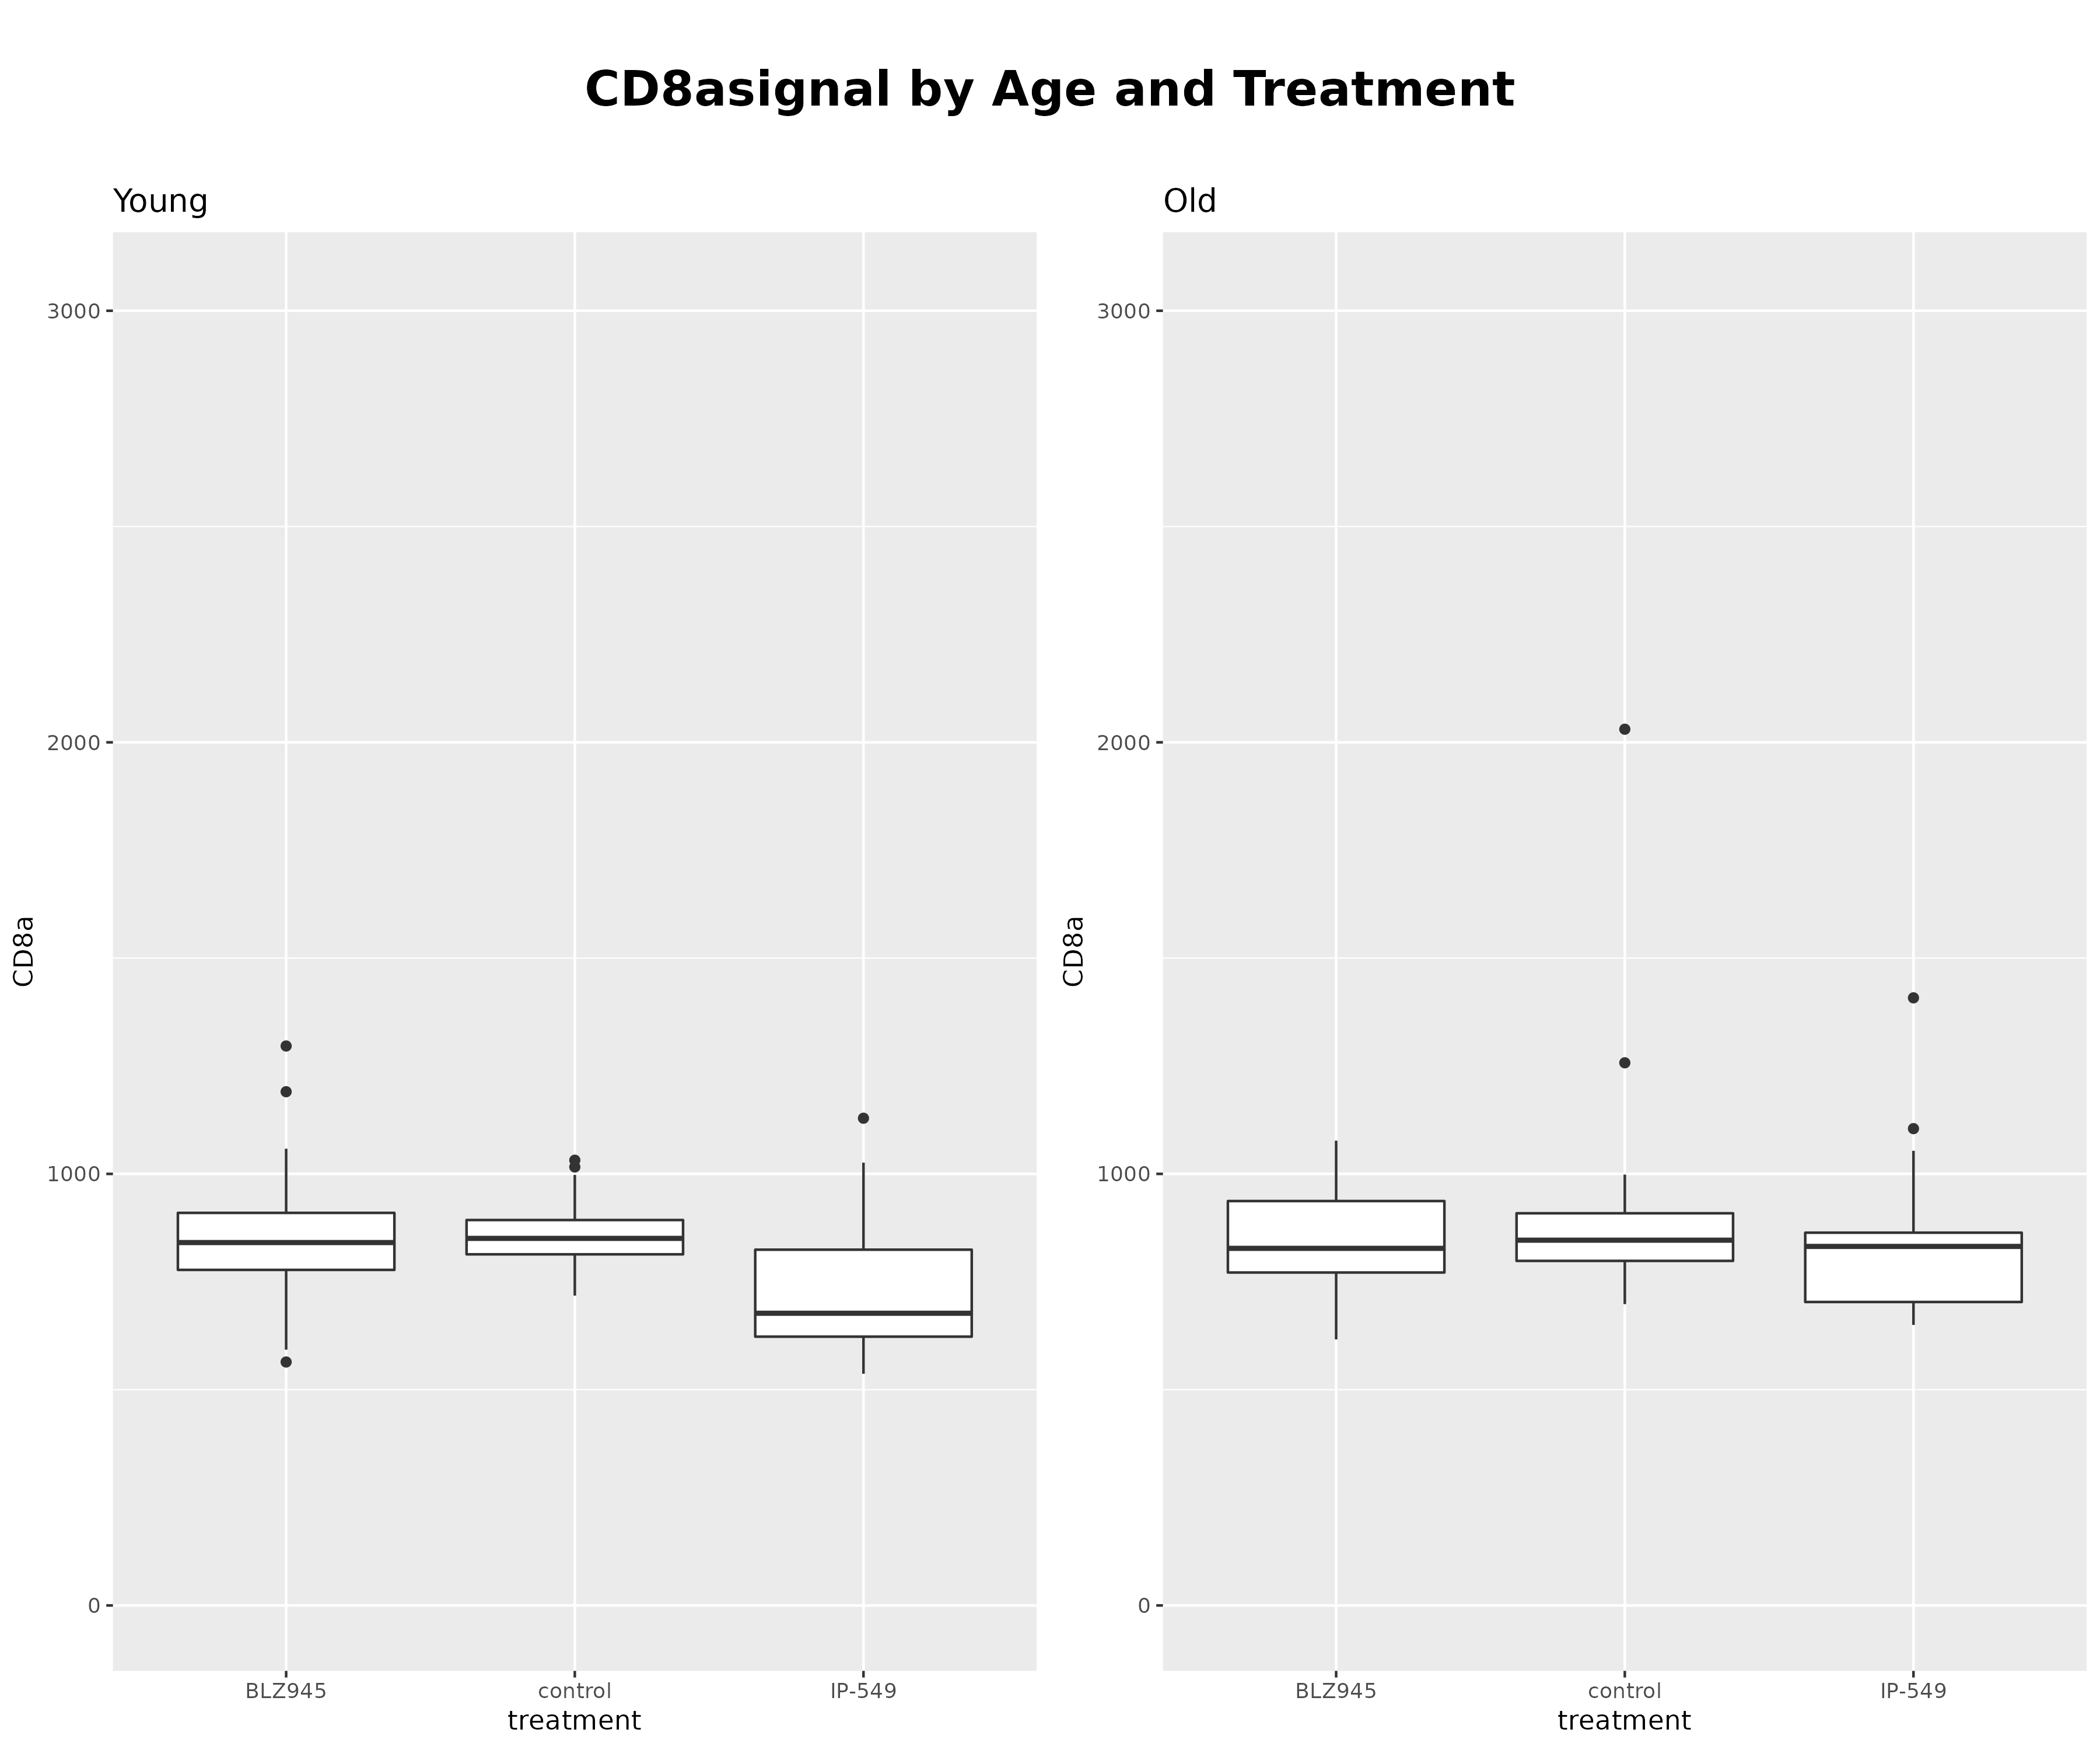 CD8asignal by Age and Treatment
Young
3000
2000
1000
0
CD8a
BLZ945 control IP-549
treatment
Old
3000
2000
1000
0
CD8a
BLZ945 control IP-549
treatment